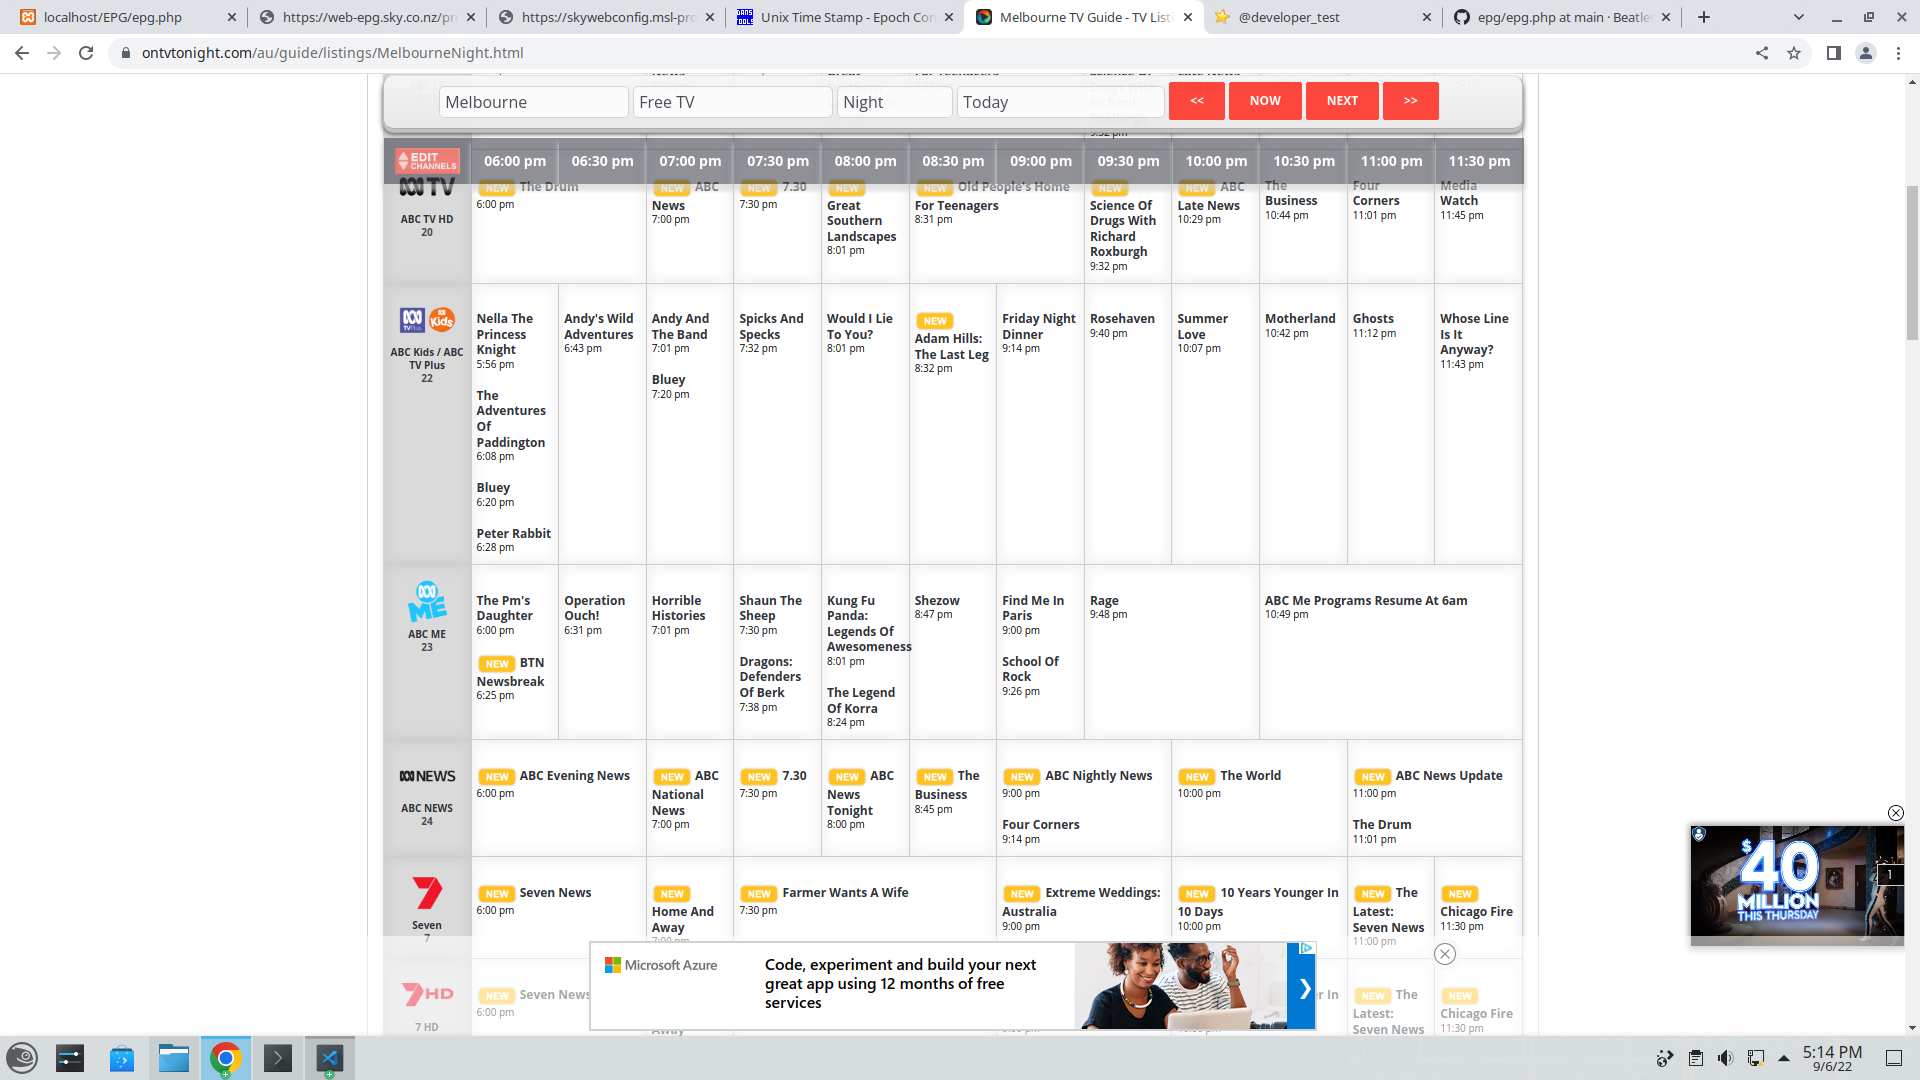 localhost/EPG/epg.php
https://web-epg.sky.co.nz/pr
https://skywebconfig.msl-pro
Unix Time Stamp - Epoch Con
Melbourne TV Guide - TV List
@developer_test
epg/epg.php at main · Beatle
ontvtonight.com/au/guide/listings/MelbourneNight.html
Melbourne
Free TV
Night
Today
<<
NOW
NEXT
>>
EDIT
CHANNELS
06:00 pm
06:30 pm
07:00 pm
07:30 pm
08:00 pm
08:30 pm
09:00 pm
09:30 pm
10:00 pm
10:30 pm
11:00 pm
11:30 pm
TV
ABC TV HD
20
NEW The Drum
6:00 pm
NEW ABC
News
7:00 pm
NEW 7.30
7:30 pm
NEW
Great
Southern
Landscapes
8:01 pm
NEW Old People's Home
For Teenagers
8:31 pm
NEW
Science Of
Drugs With
Richard
Roxburgh
9:32 pm
NEW ABC
Late News
10:29 pm
The
Business
10:44 pm
Four
Corners
11:01 pm
Media
Watch
11:45 pm
Kids
ABC Kids / ABC
TV Plus
22
Nella The
Princess
Knight
5:56 pm
The
Adventures
Of
Paddington
6:08 pm
Bluey
6:20 pm
Peter Rabbit
6:28 pm
Andy's Wild
Adventures
6:43 pm
Andy And
The Band
7:01 pm
Bluey
7:20 pm
Spicks And
Specks
7:32 pm
Would I Lie
To You?
8:01 pm
NEW
Adam Hills:
The Last Leg
8:32 pm
Friday Night
Dinner
9:14 pm
Rosehaven
9:40 pm
Summer
Love
10:07 pm
Motherland
10:42 pm
Ghosts
11:12 pm
Whose Line
Is It
Anyway?
11:43 pm
ME
ABC ME
23
The Pm's
Daughter
6:00 pm
NEW BTN
Newsbreak
6:25 pm
Operation
Ouch!
6:31 pm
Horrible
Histories
7:01 pm
Shaun The
Sheep
7:30 pm
Dragons:
Defenders
Of Berk
7:38 pm
Kung Fu
Panda:
Legends Of
Awesomeness
8:01 pm
The Legend
Of Korra
8:24 pm
Shezow
8:47 pm
Find Me In
Paris
9:00 pm
School Of
Rock
9:26 pm
Rage
9:48 pm
ABC Me Programs Resume At 6am
10:49 pm
NEWS
ABC NEWS
24
NEW ABC Evening News
6:00 pm
NEW ABC
National
News
7:00 pm
NEW 7.30
7:30 pm
NEW ABC
News
Tonight
8:00 pm
NEW The
Business
8:45 pm
NEW ABC Nightly News
9:00 pm
Four Corners
9:14 pm
NEW The World
10:00 pm
NEW ABC News Update
11:00 pm
The Drum
11:01 pm
7
Seven
7
NEW Seven News
6:00 pm
NEW
Home And
Away
7:00 pm
NEW Farmer Wants A Wife
7:30 pm
NEW Extreme Weddings:
Australia
9:00 pm
NEW 10 Years Younger In
10 Days
10:00 pm
NEW The
Latest:
Seven News
11:00 pm
NEW
Chicago Fire
11:30 pm
7HD
7 HD
NEW Seven News
6:00 pm
Away
er In
NEW The
Latest:
Seven News
NEW
Chicago Fire
11:30 pm
Microsoft Azure
Code, experiment and build your next
great app using 12 months of free
services
$40
MILLION
THIS THURSDAY
1
5:14 PM
9/6/22